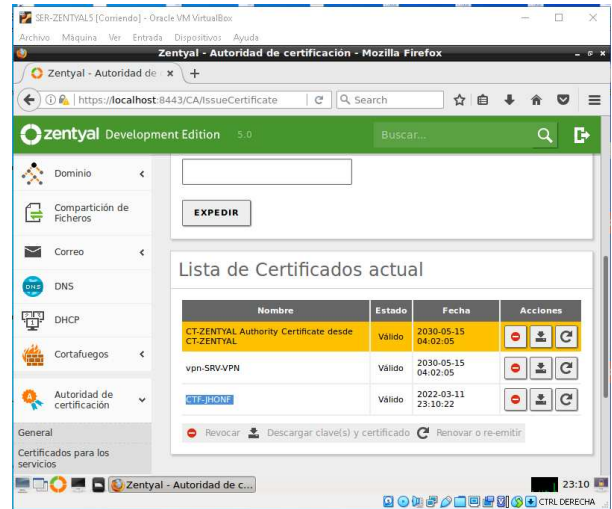 SER-ZENTYAL5 [Corriendo] - Oracle VM VirtualBox
Archivo Máquina Ver Entrada Dispositivos Ayuda
Zentyal - Autoridad de certificación - Mozilla Firefox
Zentyal - Autoridad de
https://localhost:8443/CA/IssueCertificate
Search
zentyal Development Edition 5.0
Buscar...
Dominio
Compartición de
Ficheros
Correo
DNS
DHCP
Cortafuegos
Autoridad de
certificación
General
Certificados para los
servicios
EXPEDIR
Lista de Certificados actual
Nombre Estado Fecha Acciones
CT-ZENTYAL Authority Certificate desde
CT-ZENTYAL
Válido
2030-05-15
04:02:05
vpn-SRV-VPN
Válido
2030-05-15
04:02:05
CTF-JHONF
Válido
2022-03-11
23:10:22
Revocar Descargar clave(s) y certificado Renovar o re-emitir
Zentyal - Autoridad de c...
23:10
CTRL DERECHA